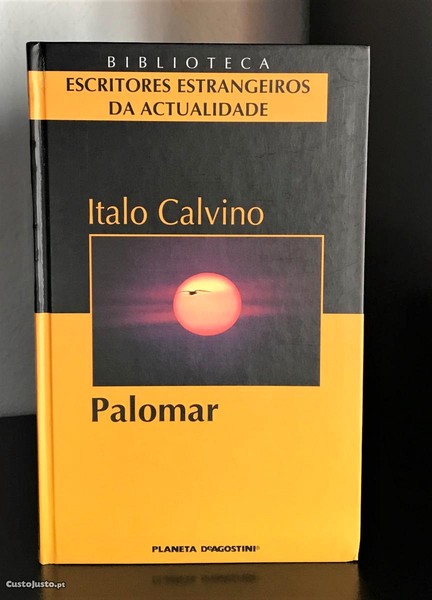 BIBLIOTECA
ESCRITORES ESTRANGEIROS
DA ACTUALIDADE
Italo Calvino
Palomar
PLANETA DEAGOSTINI®
CustoJusto.pt